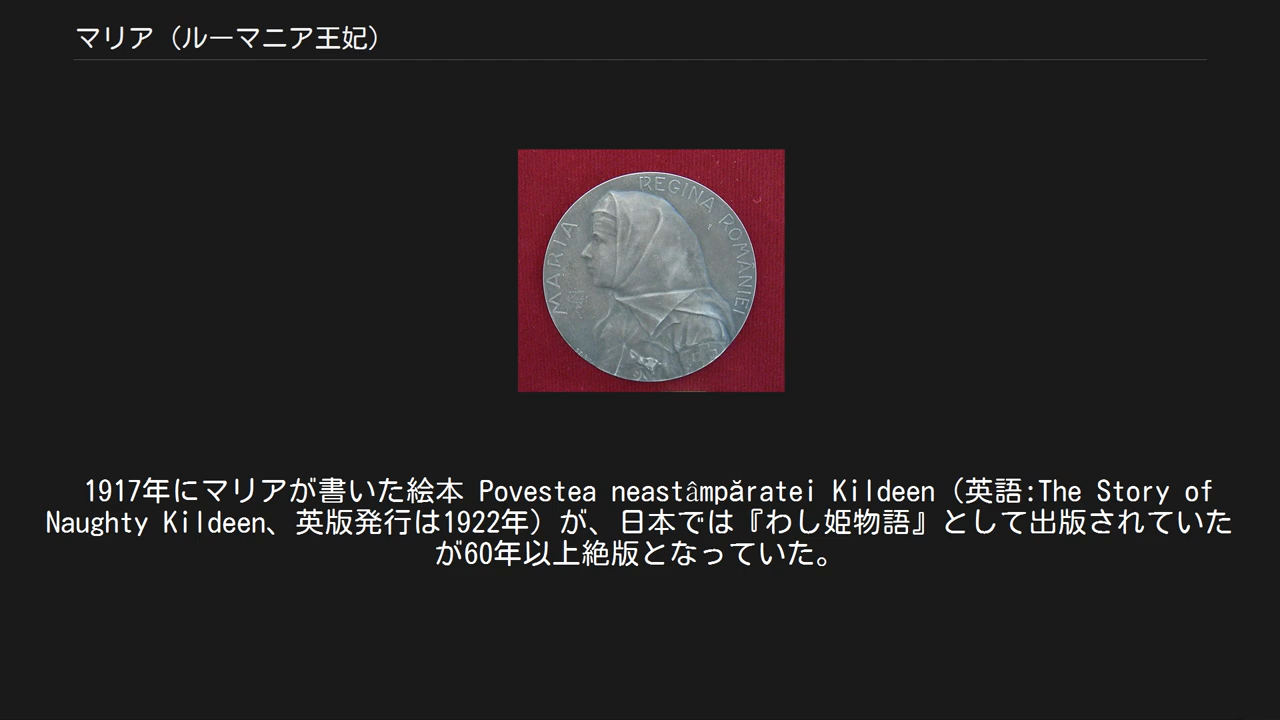 マリア（ルーマニア王妃）
MARIA REGINA ROMÂNIEI
1917年にマリアが書いた絵本 Povestea neastâmpăratei Kildeen（英語:The Story of
Naughty Kildeen、英版発行は1922年）が、日本では『わし姫物語』として出版されていた
が60年以上絶版となっていた。